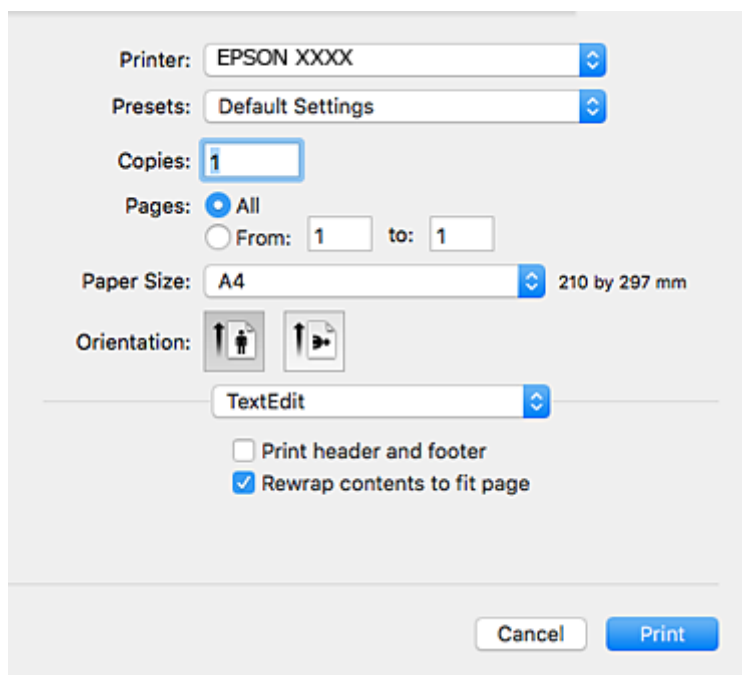 Printer: EPSON XXXX
Presets: Default Settings
Copies: 1
Pages: All
From: 1 to: 1
Paper Size: A4 210 by 297 mm
Orientation:
TextEdit
Print header and footer
Rewrap contents to fit page
Cancel Print